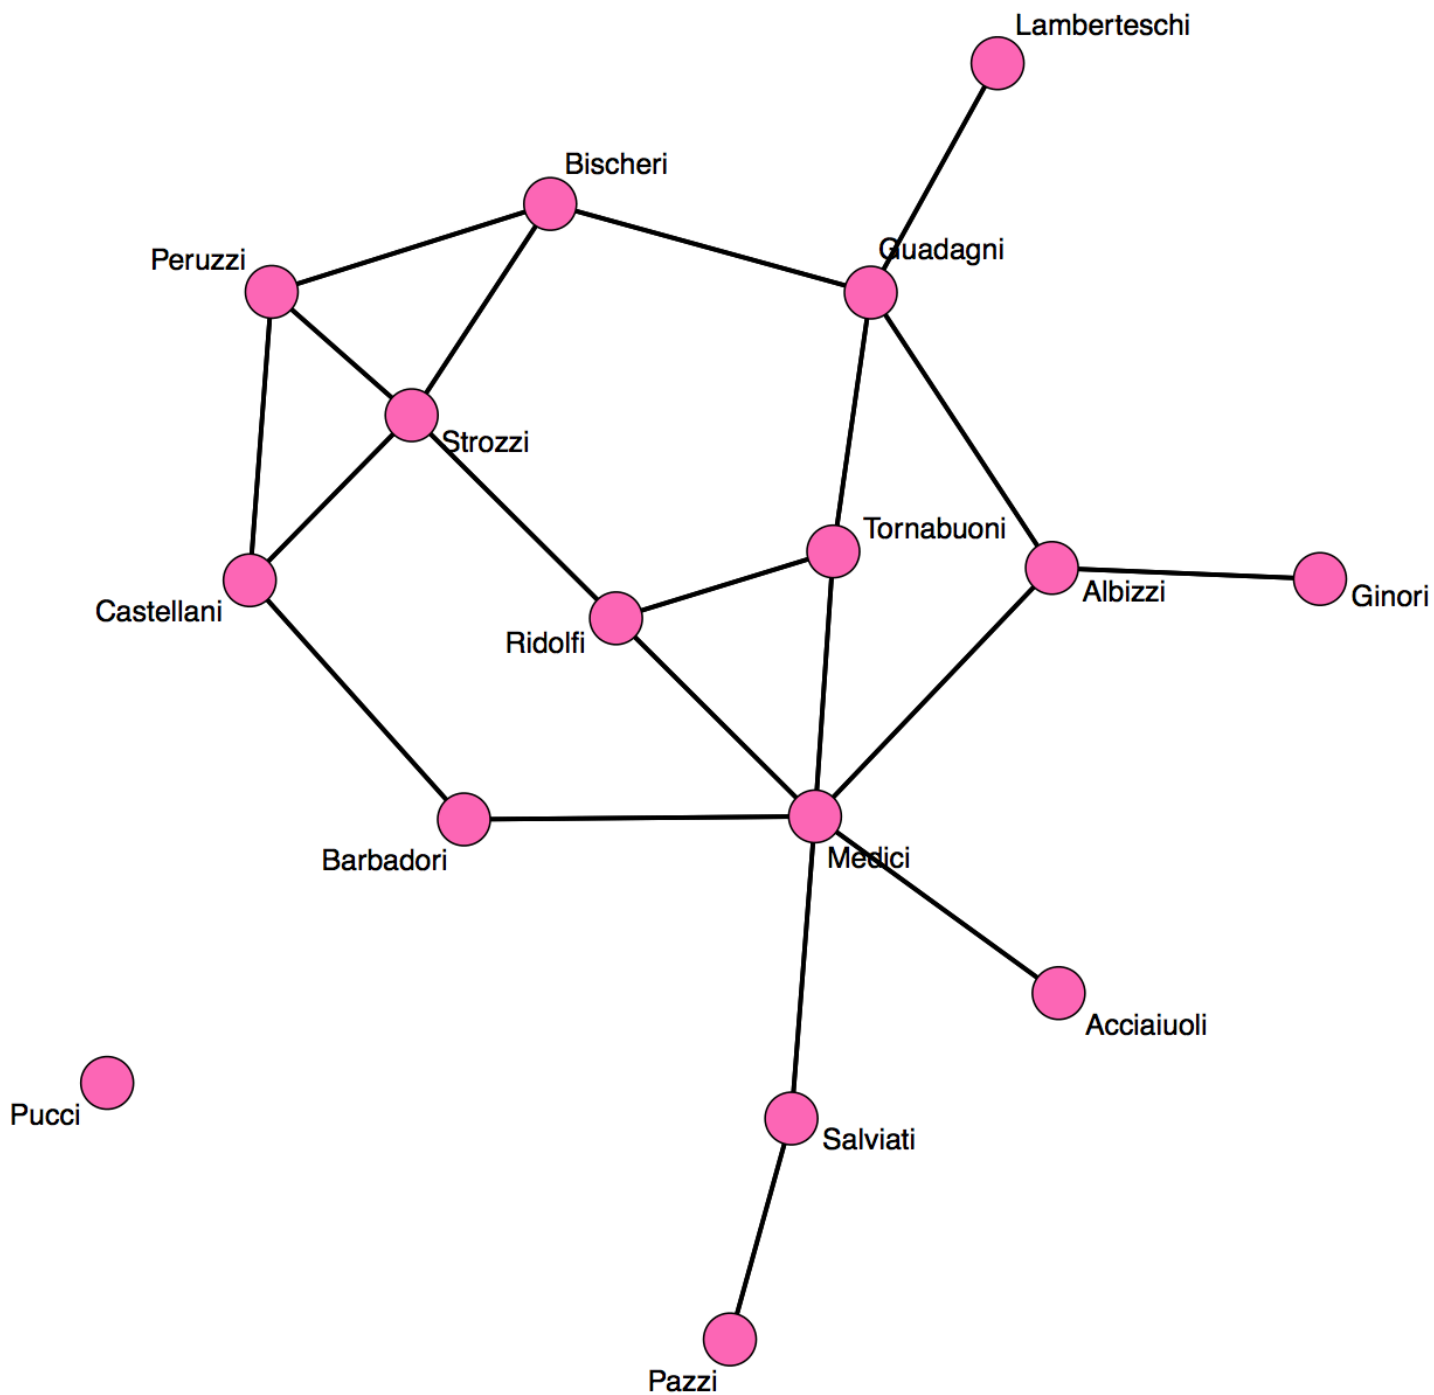 Lamberteschi
Bischeri
Guadagni
Peruzzi
Strozzi
Tornabuoni
Albizzi
Ginori
Castellani
Ridolfi
Barbadori
Medici
Acciaiuoli
Pucci
Salviati
Pazzi